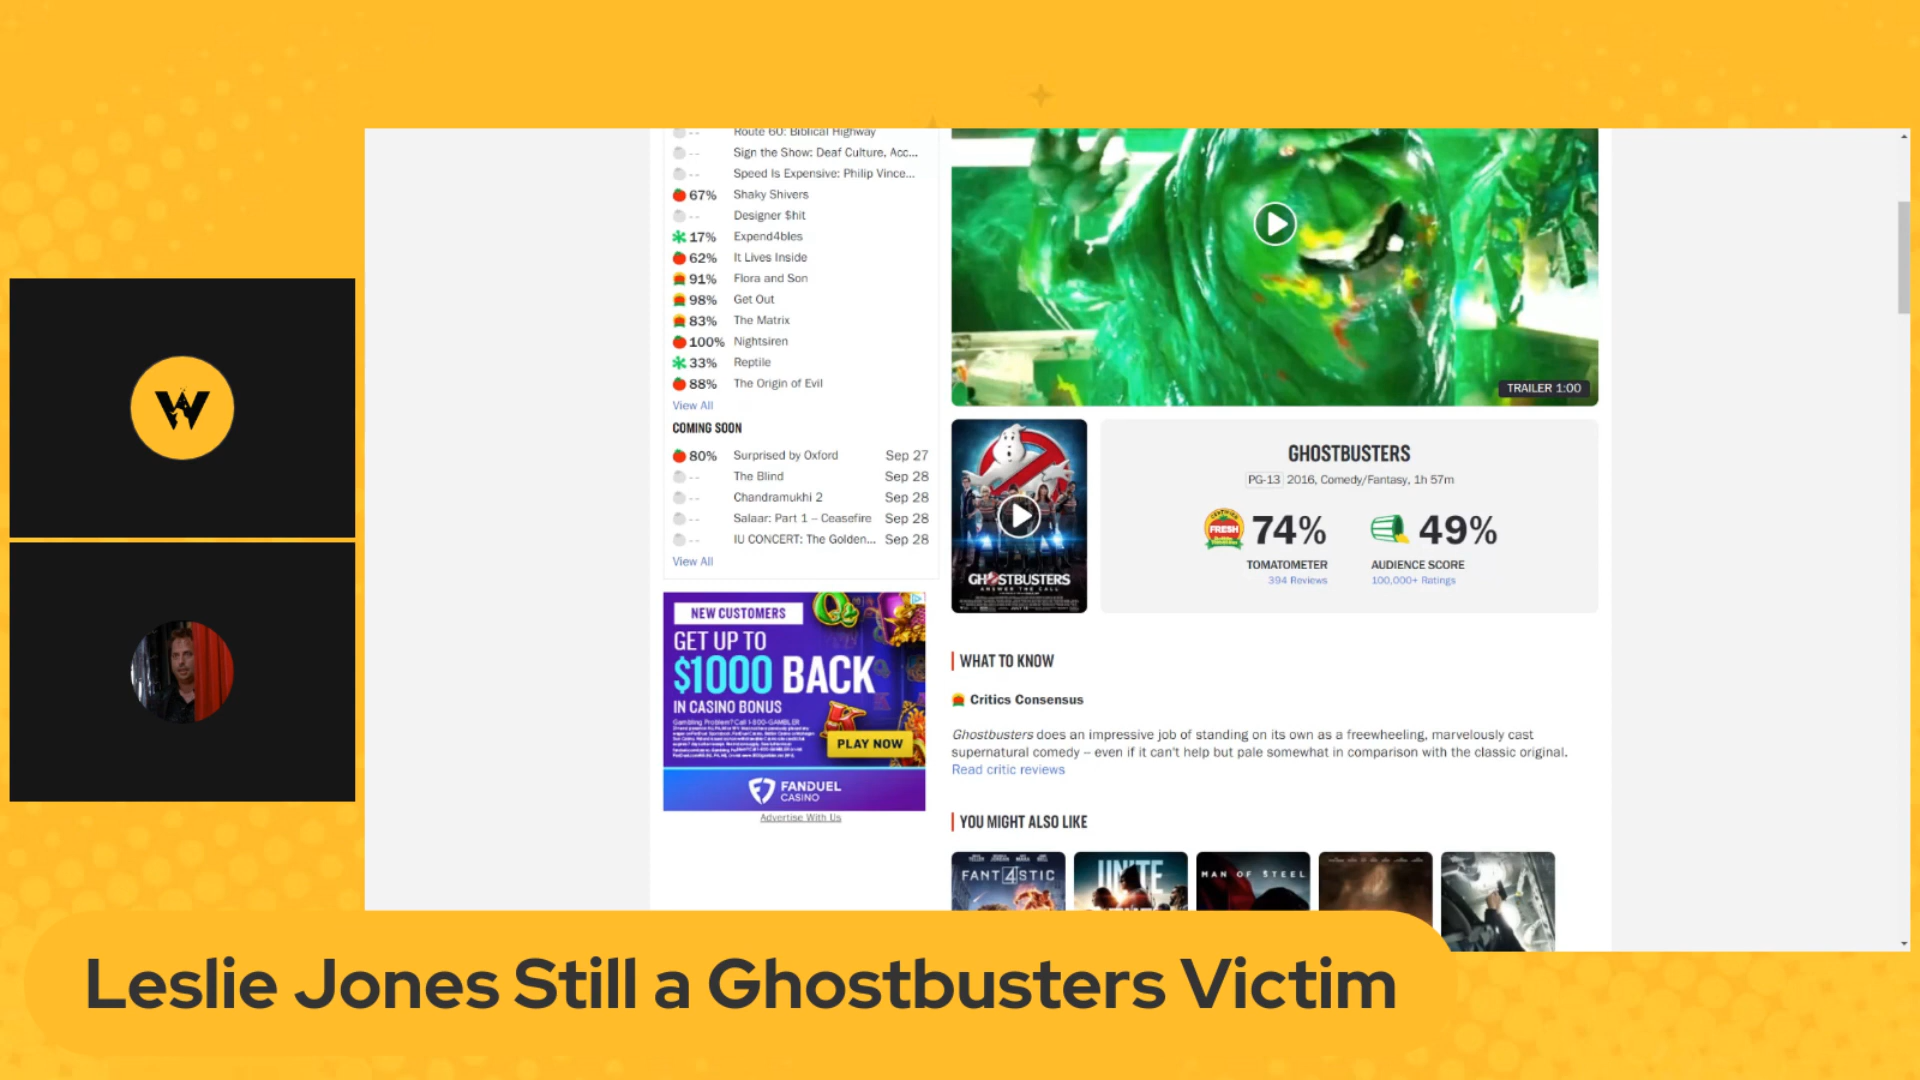 Route 60: Biblical Highway
-- Sign the Show: Deaf Culture, Acc...
-- Speed Is Expensive: Philip Vince...
67% Shaky Shivers
-- Designer $hit
17% Expend4bles
62% It Lives Inside
91% Flora and Son
98% Get Out
83% The Matrix
100% Nightsiren
33% Reptile
88% The Origin of Evil
View All
COMING SOON
80% Surprised by Oxford Sep 27
-- The Blind Sep 28
-- Chandramukhi 2 Sep 28
-- Salaar: Part 1 – Ceasefire Sep 28
-- IU CONCERT: The Golden... Sep 28
View All
NEW CUSTOMERS
GET UP TO
$1000 BACK
IN CASINO BONUS
PLAY NOW
FANDUEL
CASINO
Advertise With Us
TRAILER 1:00
GHOSTBUSTERS
ANSWER THE CALL
GHOSTBUSTERS
PG-13 2016, Comedy/Fantasy, 1h 57m
CERTIFIED
FRESH
74%
TOMATOMETER
394 Reviews
49%
AUDIENCE SCORE
100,000+ Ratings
WHAT TO KNOW
Critics Consensus
Ghostbusters does an impressive job of standing on its own as a freewheeling, marvelously cast
supernatural comedy – even if it can't help but pale somewhat in comparison with the classic original.
Read critic reviews
YOU MIGHT ALSO LIKE
FANT4STIC
UNITE
MAN OF STEEL
W
Leslie Jones Still a Ghostbusters Victim